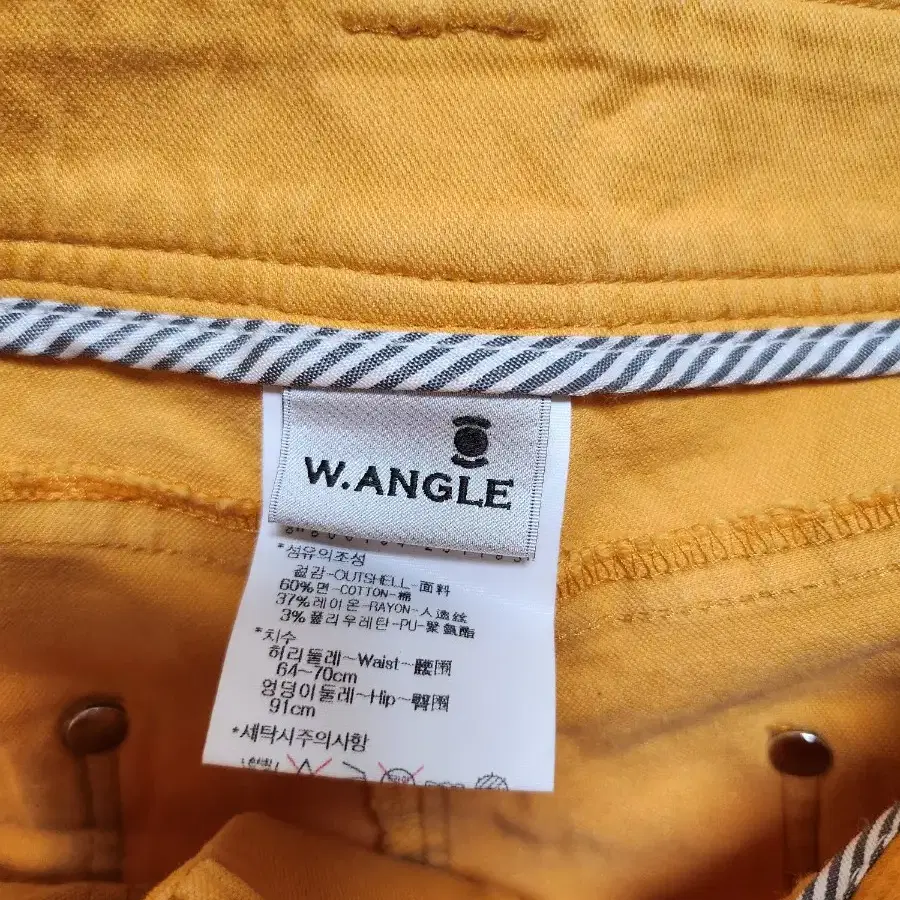 W.ANGLE
*섬유의조성
겉감-OUTSHELL-面料
60%면-COTTON-棉
37%레이온-RAYON-人造丝
3%폴리우레탄-PU-聚氨酯
*치수
허리둘레~Waist-腰围
64~70cm
엉덩이둘레~Hip-臀围
91cm
*세탁시주의사항